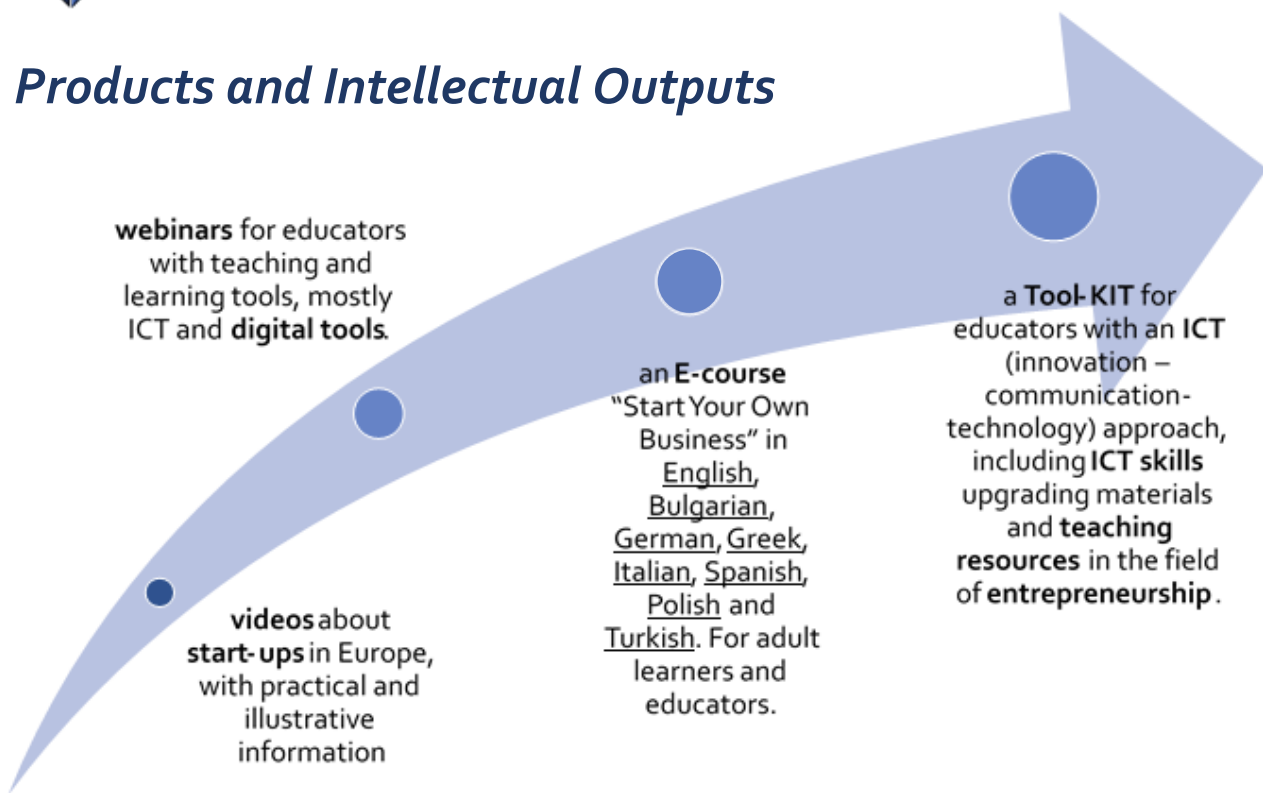 Products and Intellectual Outputs
webinars for educators
with teaching and
learning tools, mostly
ICT and digital tools.
videos about
start-ups in Europe,
with practical and
illustrative
information
an E-course
“Start Your Own
Business” in
English,
Bulgarian,
German, Greek,
Italian, Spanish,
Polish and
Turkish. For adult
learners and
educators.
a Tool-KIT for
educators with an ICT
(innovation –
communication-
technology) approach,
including ICT skills
upgrading materials
and teaching
resources in the field
of entrepreneurship.